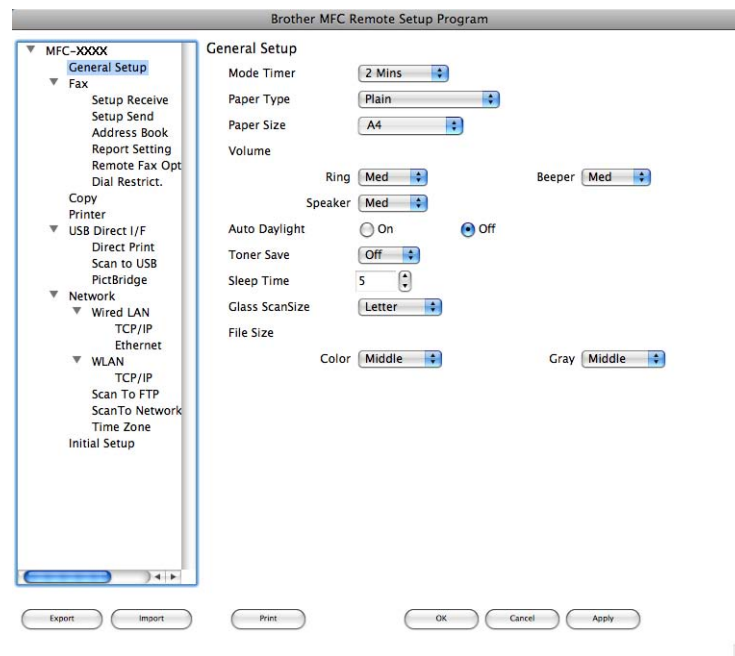 Brother MFC Remote Setup Program
MFC-XXXX
General Setup
Fax
Setup Receive
Setup Send
Address Book
Report Setting
Remote Fax Opt
Dial Restrict.
Copy
Printer
USB Direct I/F
Direct Print
Scan to USB
PictBridge
Network
Wired LAN
TCP/IP
Ethernet
WLAN
TCP/IP
Scan To FTP
ScanTo Network
Time Zone
Initial Setup
General Setup
Mode Timer 2 Mins
Paper Type Plain
Paper Size A4
Volume
Ring Med Beeper Med
Speaker Med
Auto Daylight On Off
Toner Save Off
Sleep Time 5
Glass ScanSize Letter
File Size
Color Middle Gray Middle
Export Import Print OK Cancel Apply